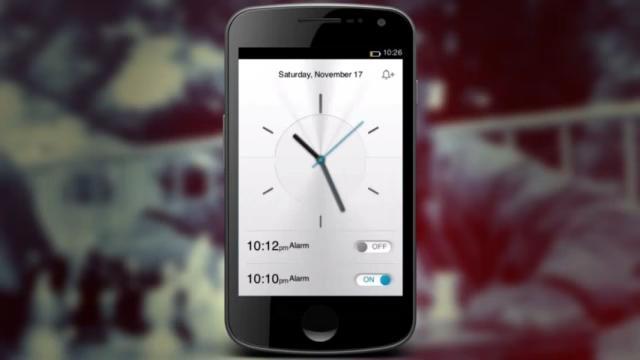 10:26
Saturday, November 17
10:12pm Alarm
OFF
10:10pm Alarm
ON